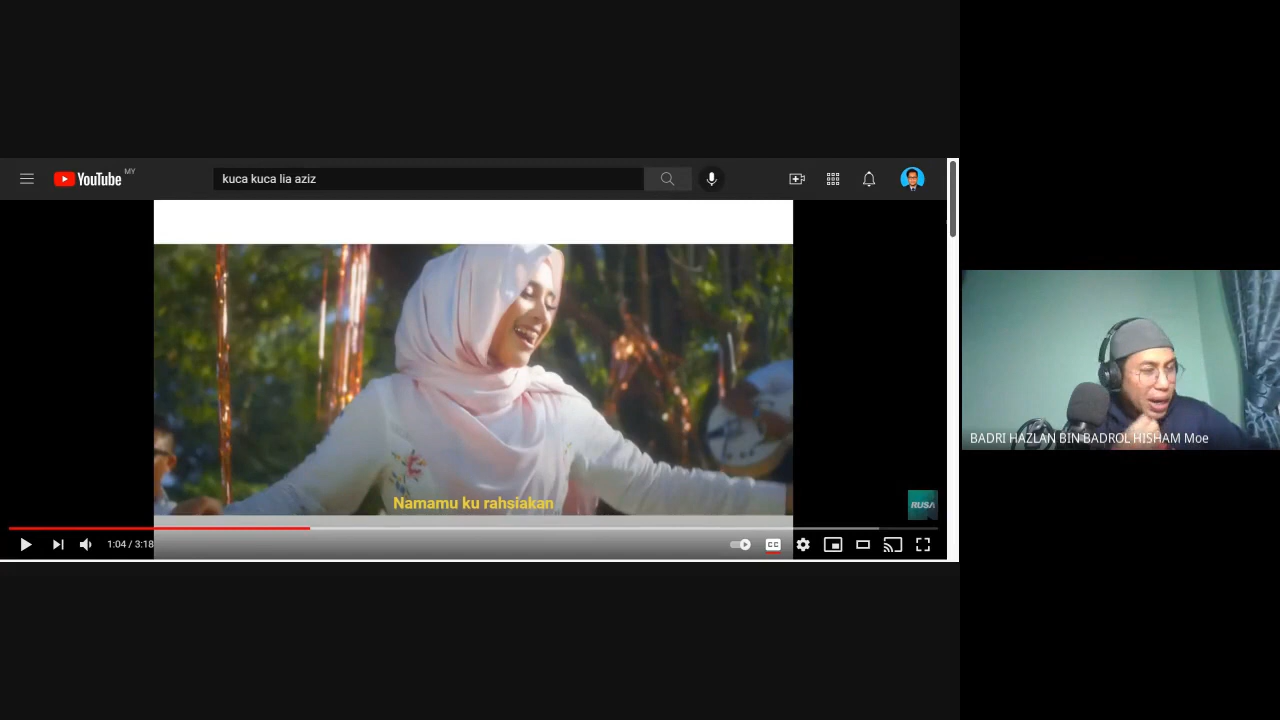 YouTube MY
kuca kuca lia aziz
Namamu ku rahsiakan
RUSA
1:04 / 3:18
CC
BADRI HAZLAN BIN BADROL HISHAM Moe